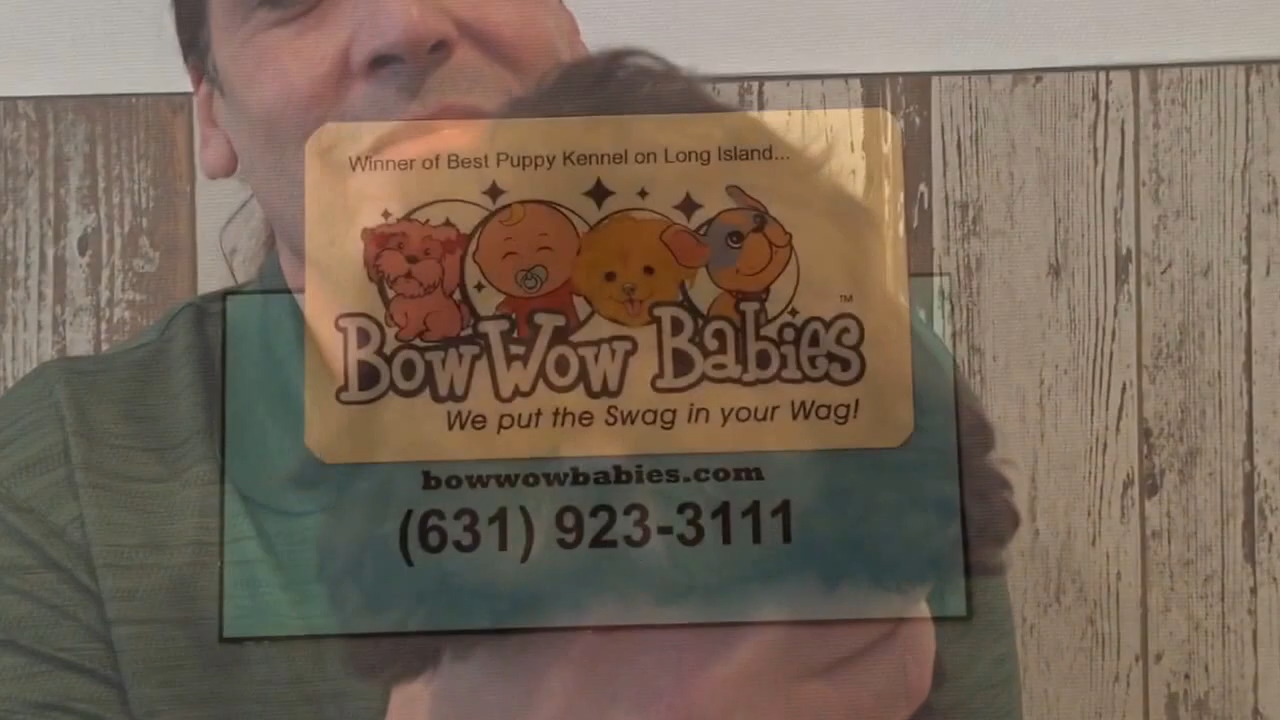 Winner of Best Puppy Kennel on Long Island...
BowWow Babies™
We put the Swag in your Wag!
bowwowbabies.com
(631) 923-3111